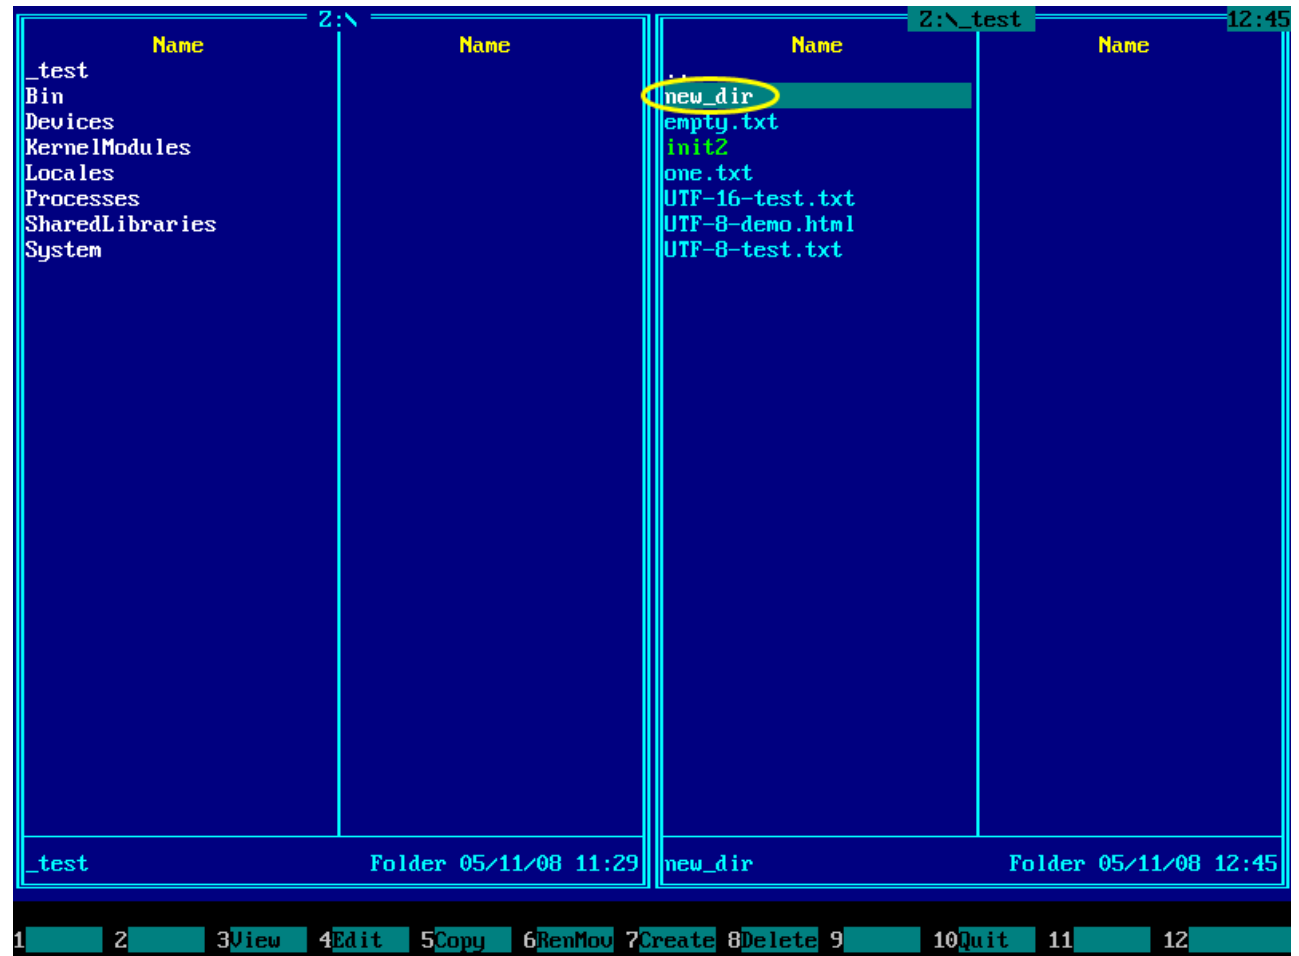 Z:\
Name Name
_test
Bin
Devices
KernelModules
Locales
Processes
SharedLibraries
System
_test Folder 05/11/08 11:29
Z:\_test 12:45
Name Name
..
new_dir
empty.txt
init2
one.txt
UTF-16-test.txt
UTF-8-demo.html
UTF-8-test.txt
new_dir Folder 05/11/08 12:45
1 2 3View 4Edit 5Copy 6RenMov 7Create 8Delete 9 10Quit 11 12